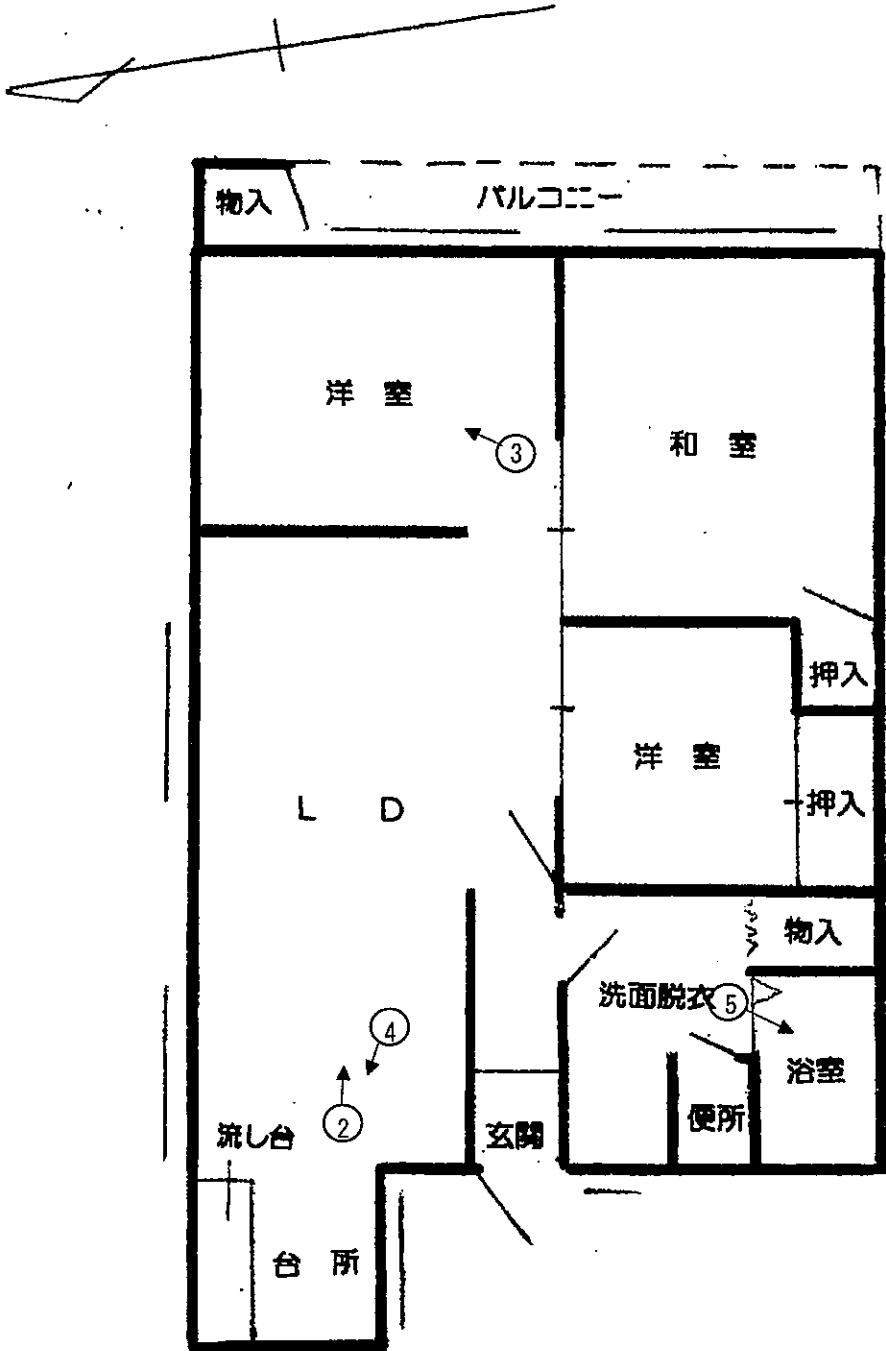 物入
バルコニー
洋 室
③
和 室
押入
洋 室
押入
L D
物入
洗面脱衣
⑤
④
浴室
②
便所
流し台
玄関
台 所